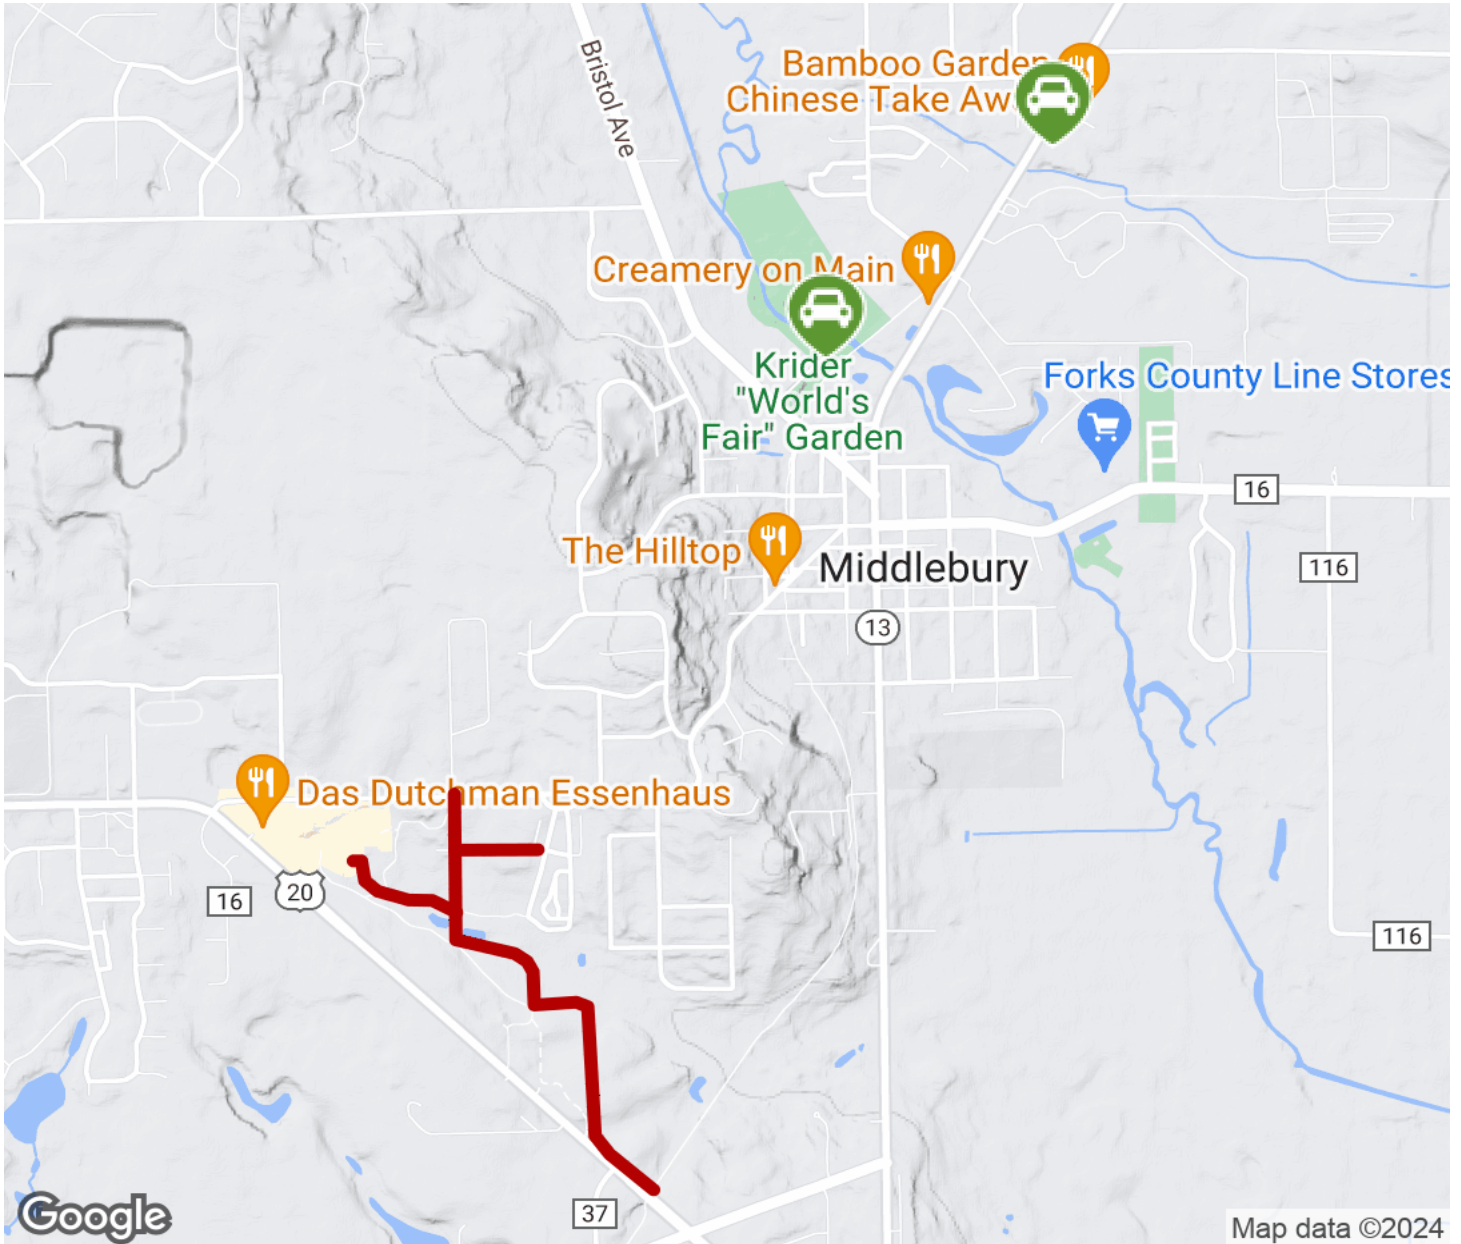 Bristol Ave
Bamboo Garden
Chinese Take Aw
Creamery on Main
Krider
"World's
Fair" Garden
Forks County Line Stores
16
The Hilltop
Middlebury
116
13
Das Dutchman Essenhaus
20
16
116
37
Google
Map data ©2024